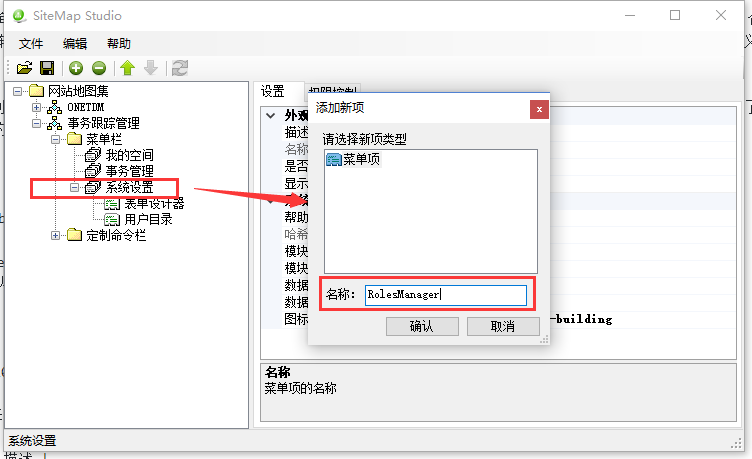 SiteMap Studio
文件 编辑 帮助
网站地图集
ONETDM
事务跟踪管理
菜单栏
我的空间
事务管理
系统设置
表单设计器
用户目录
定制命令栏
设置 权限控制
外观
描述
名称
是否
显示
帮助
哈希
模块
模块
数据
数据
图标
-building
添加新项
x
请选择新项类型
菜单项
名称: RolesManager
确认 取消
名称
菜单项的名称
系统设置
描述